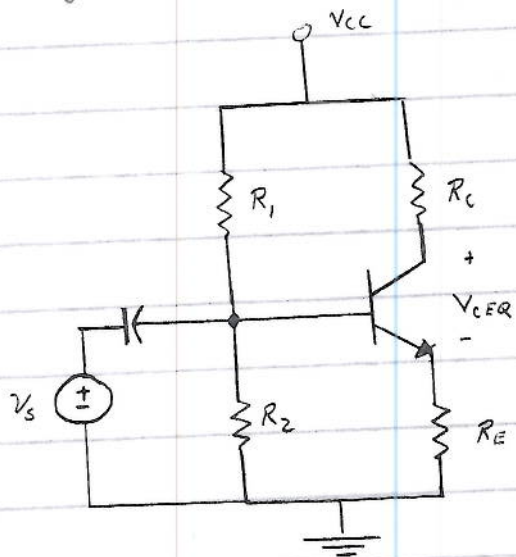 VCC
R1
RC
+
VCEQ
-
VS
+
-
R2
RE